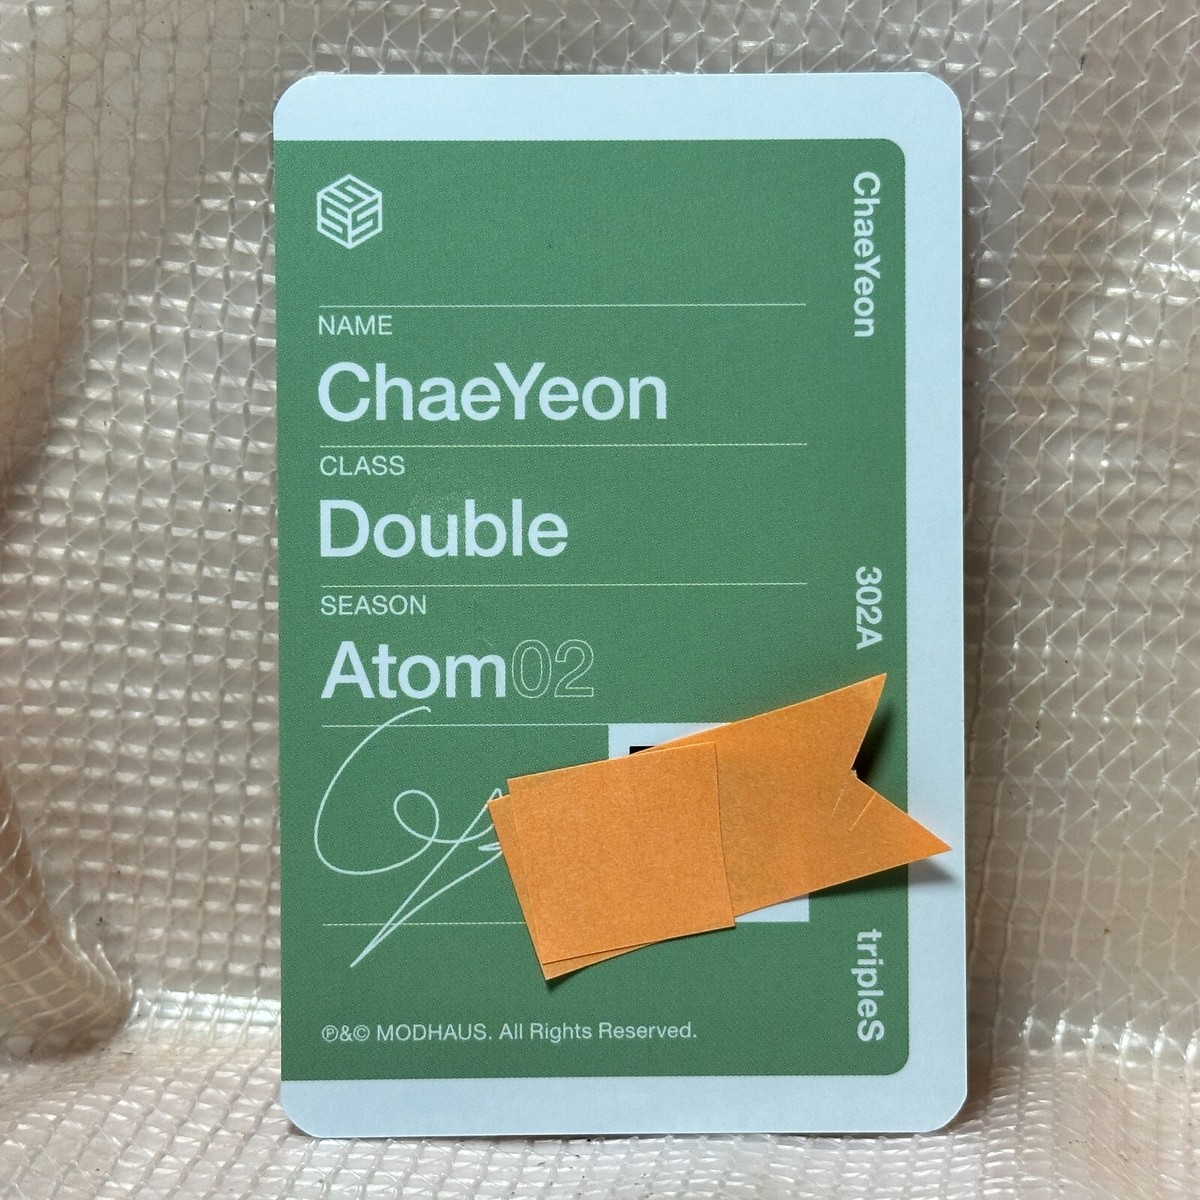 NAME
ChaeYeon
CLASS
Double
SEASON
Atom02
℗&© MODHAUS. All Rights Reserved.
ChaeYeon
302A
tripleS